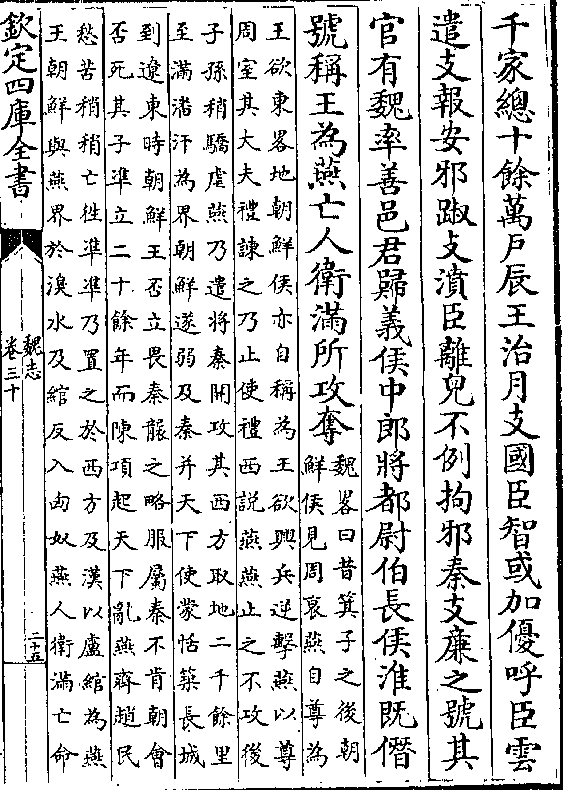 千家總十餘萬戶辰王治月支國臣智或加優呼臣雲
遣支報安邪踧支濆臣離兒不例拘邪秦支廉之號其
官有魏率善邑君歸義侯中郎將都尉伯長侯淮既僭
號稱王為燕亡人衛滿所攻奪
魏畧曰昔箕子之後朝
鮮侯見周衰燕自尊為
王欲東畧地朝鮮侯亦自稱為王欲興兵逆擊燕以尊
周室其大夫禮諫之乃止使禮西説燕燕止之不攻後
子孫稍驕虐燕乃遣將秦開攻其西方取地二千餘里
至滿潘汗為界朝鮮遂弱及秦并天下使蒙恬築長城
到遼東時朝鮮王否立畏秦襲之略服屬秦不肯朝會
否死其子準立二十餘年而陳項起天下亂燕齊趙民
愁苦稍稍亡往準準乃置之於西方及漢以盧綰為燕
王朝鮮與燕界於溴水及綰反入匈奴燕人衛滿亡命
欽定四庫全書
魏志
卷三十
二十五